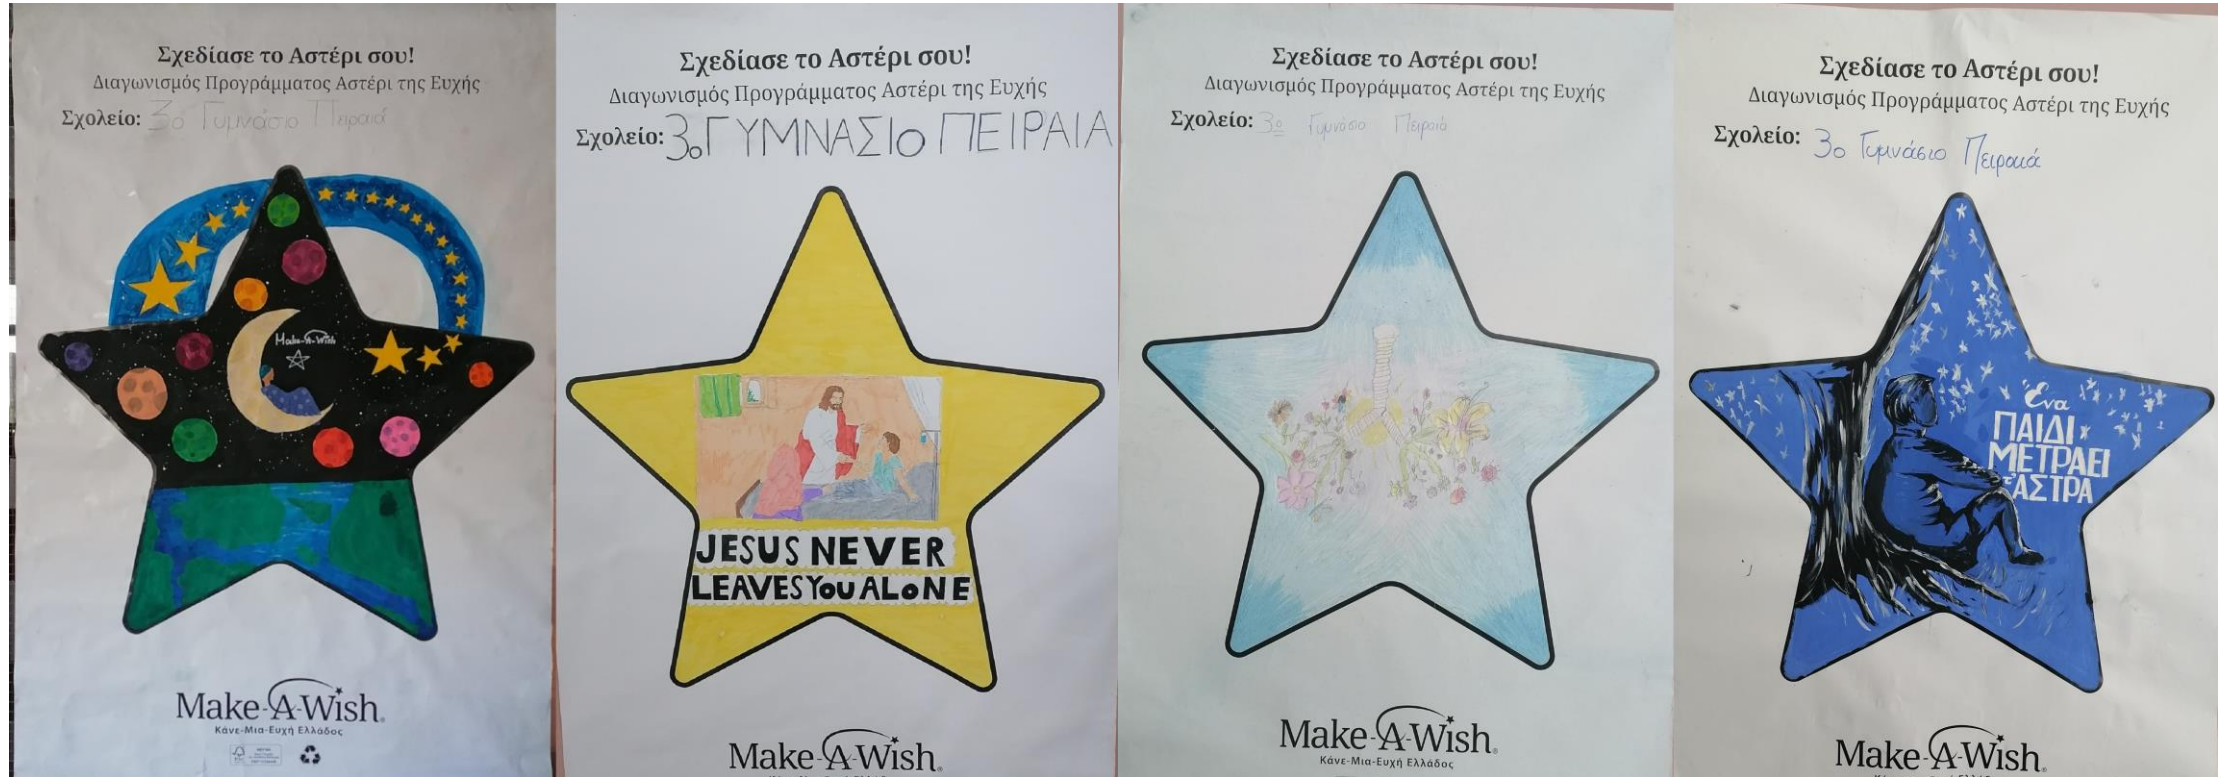 Σχεδίασε το Αστέρι σου!
Διαγωνισμός Προγράμματος Αστέρι της Ευχής
Σχολείο: 3ο Γυμνάσιο Πειραιά
Make-A-Wish
Make-A-Wish®
Κάνε-Μια-Ευχή Ελλάδος
Σχεδίασε το Αστέρι σου!
Διαγωνισμός Προγράμματος Αστέρι της Ευχής
Σχολείο: 3ο ΓΥΜΝΑΣΙΟ ΠΕΙΡΑΙΑ
JESUS NEVER
LEAVES YOU ALONE
Make-A-Wish®
Σχεδίασε το Αστέρι σου!
Διαγωνισμός Προγράμματος Αστέρι της Ευχής
Σχολείο: 3ο Γυμνάσιο Πειραιά
Make-A-Wish®
Κάνε-Μια-Ευχή Ελλάδος
Σχεδίασε το Αστέρι σου!
Διαγωνισμός Προγράμματος Αστέρι της Ευχής
Σχολείο: 3ο Γυμνάσιο Πειραιά
Ένα
ΠΑΙΔΙ
ΜΕΤΡΑΕΙ
τ'ΑΣΤΡΑ
Make-A-Wish®